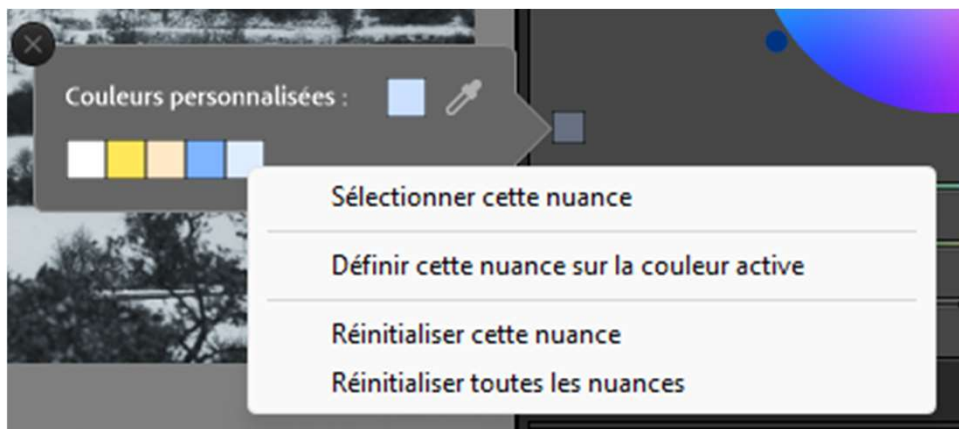 Couleurs personnalisées :
Sélectionner cette nuance
Définir cette nuance sur la couleur active
Réinitialiser cette nuance
Réinitialiser toutes les nuances